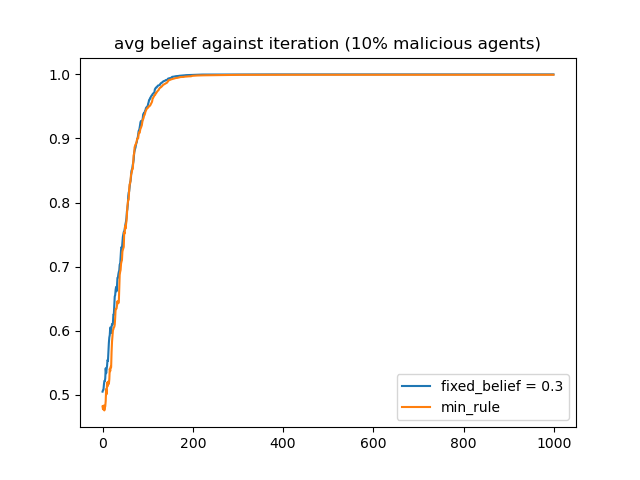 avg belief against iteration (10% malicious agents)
1.0
0.9
0.8
0.7
0.6
0.5
fixed_belief = 0.3
min_rule
0 200 400 600 800 1000